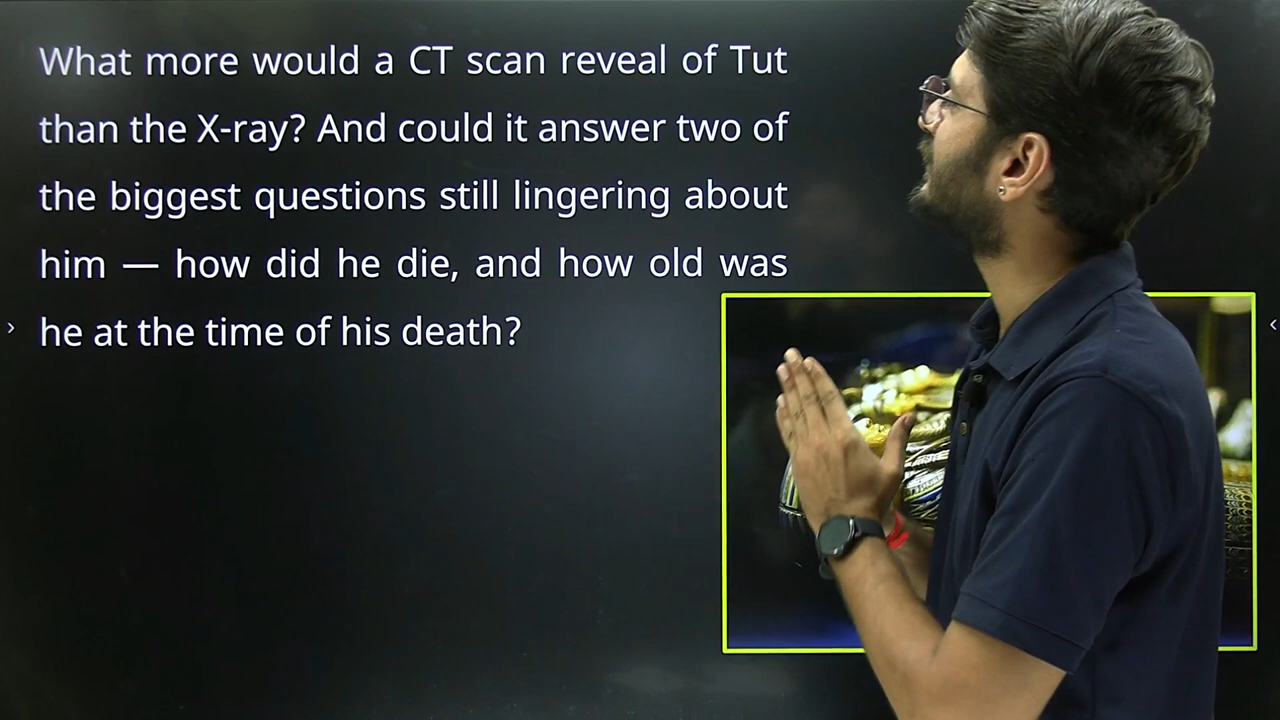 What more would a CT scan reveal of Tut
than the X-ray? And could it answer two of
the biggest questions still lingering about
him — how did he die, and how old was
he at the time of his death?